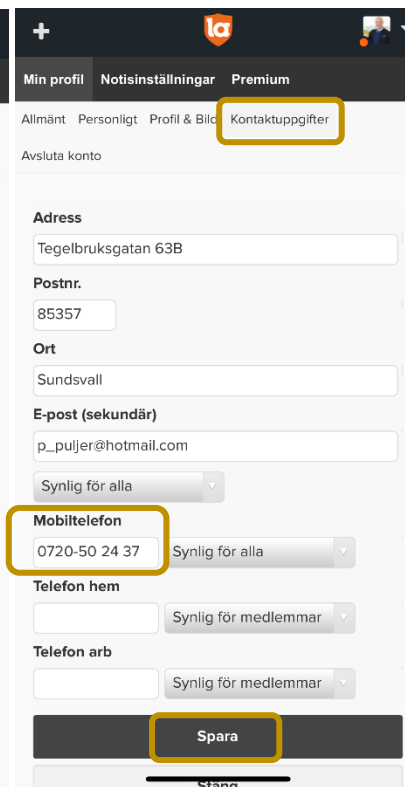 +
la
Min profil Notisinställningar Premium
Allmänt Personligt Profil & Bild Kontaktuppgifter
Avsluta konto
Adress
Tegelbruksgatan 63B
Postnr.
85357
Ort
Sundsvall
E-post (sekundär)
p_puljer@hotmail.com
Synlig för alla
Mobiltelefon
0720-50 24 37 Synlig för alla
Telefon hem
Synlig för medlemmar
Telefon arb
Synlig för medlemmar
Spara
Stäng